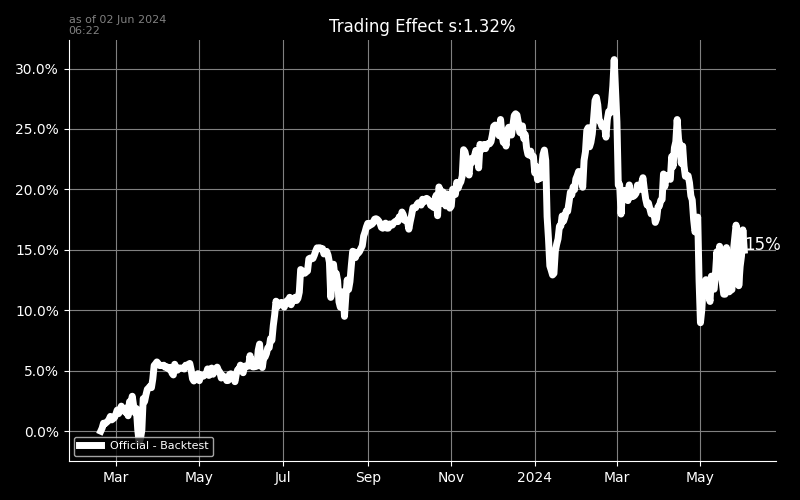 as of 02 Jun 2024
06:22
Trading Effect s:1.32%
30.0%
25.0%
20.0%
15.0%
15%
10.0%
5.0%
0.0%
Official - Backtest
Mar May Jul Sep Nov 2024 Mar May